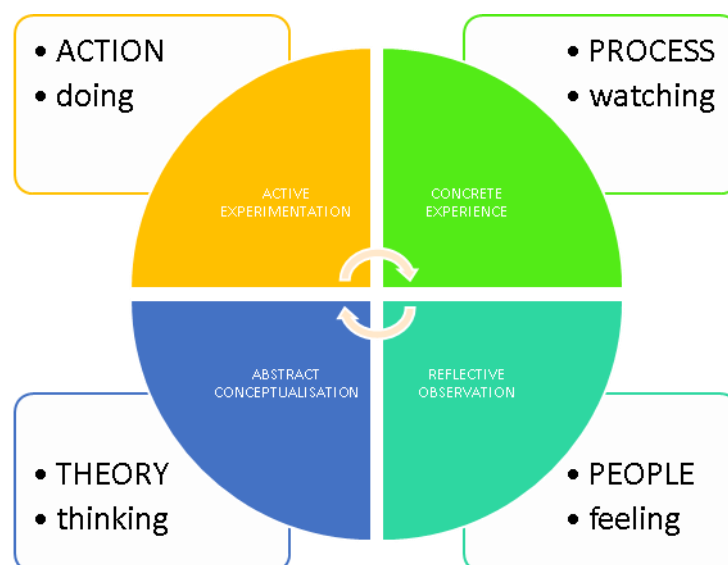 • ACTION
• doing
• PROCESS
• watching
ACTIVE
EXPERIMENTATION
CONCRETE
EXPERIENCE
ABSTRACT
CONCEPTUALISATION
REFLECTIVE
OBSERVATION
• THEORY
• thinking
• PEOPLE
• feeling